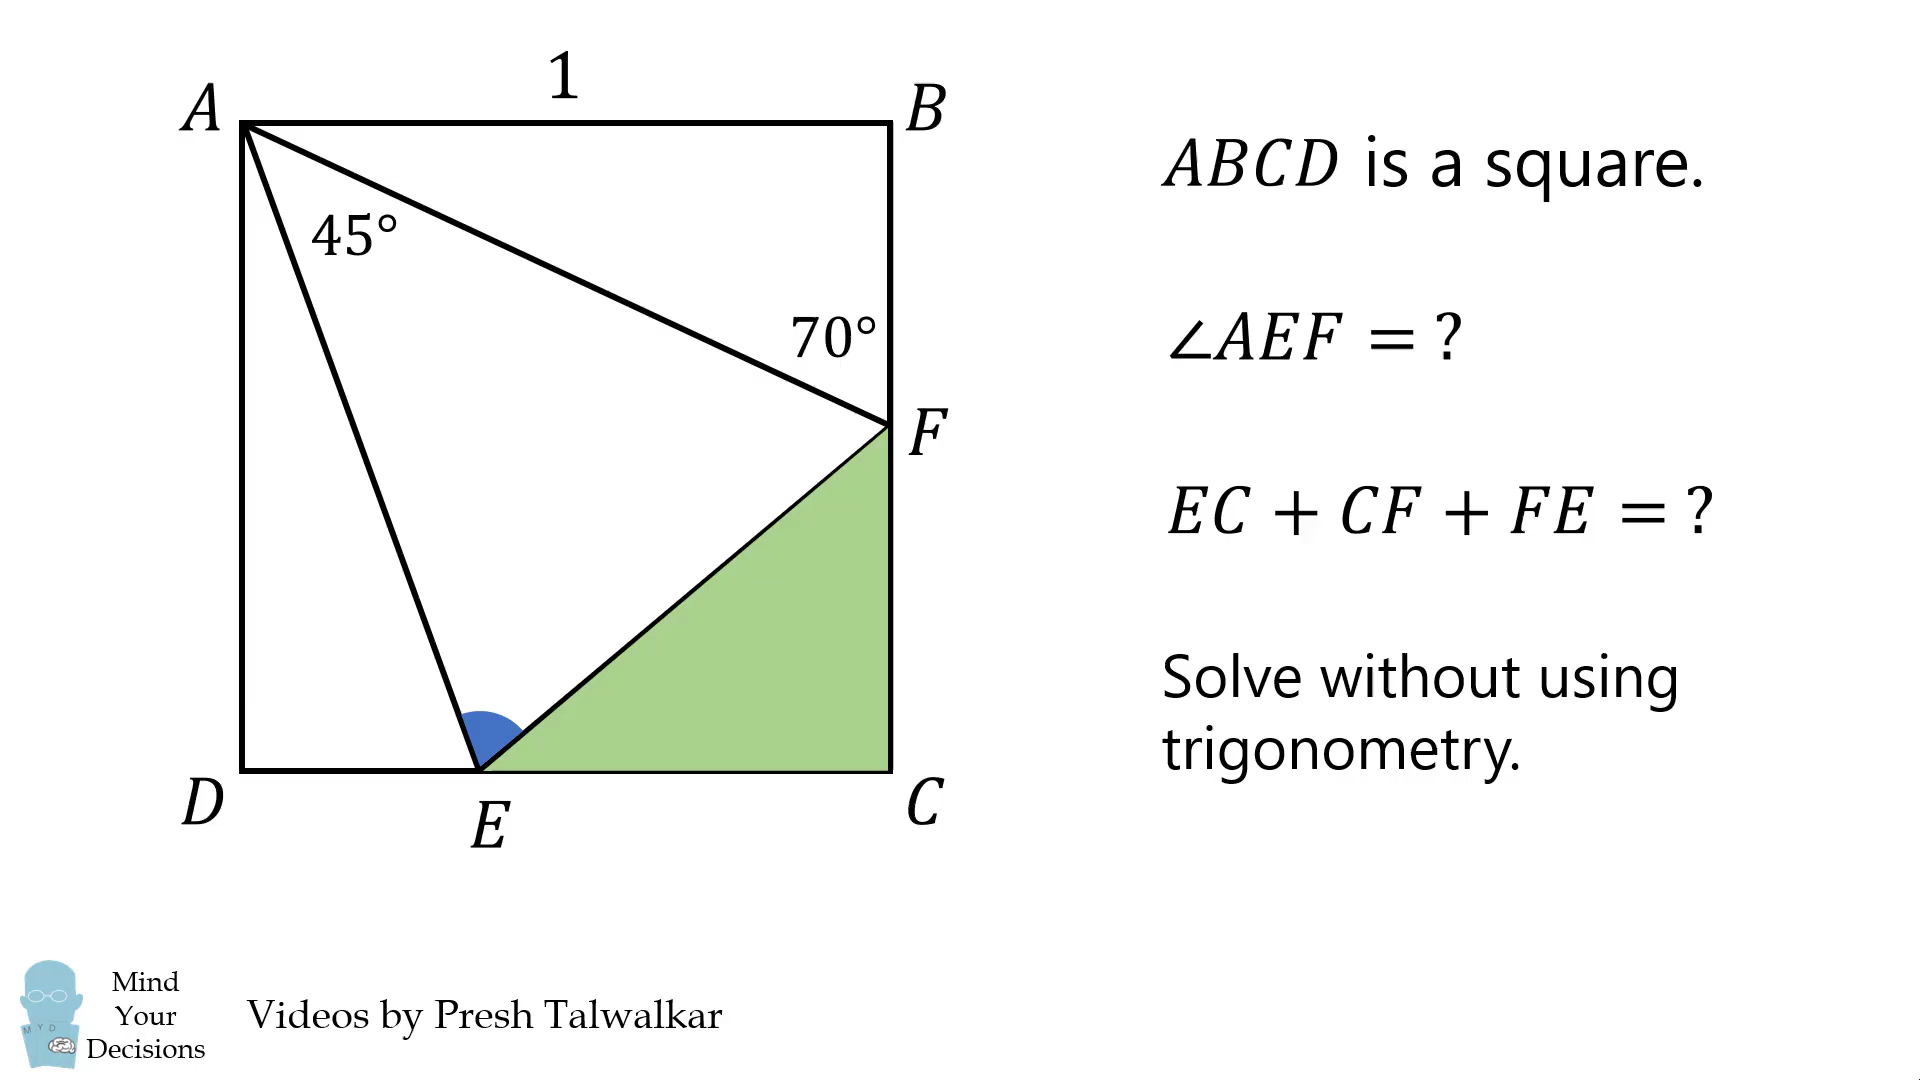 1
A
B
45°
70°
F
D
E
C
ABCD is a square.
∠AEF = ?
EC + CF + FE = ?
Solve without using
trigonometry.
M Y D
Mind
Your
Decisions
Videos by Presh Talwalkar